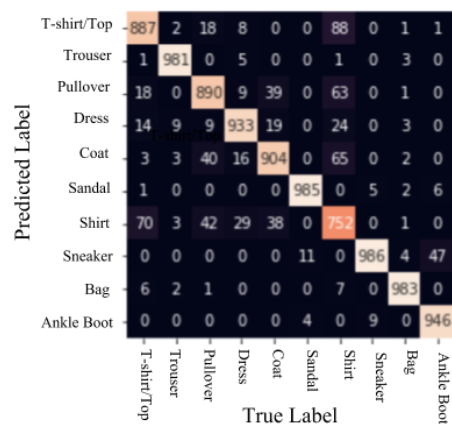 Predicted Label
T-shirt/Top 887 2 18 8 0 0 88 0 1 1
Trouser 1 981 0 5 0 0 1 0 3 0
Pullover 18 0 890 9 39 0 63 0 1 0
Dress 14 9 9 933 19 0 24 0 3 0
Coat 3 3 40 16 904 0 65 0 2 0
Sandal 1 0 0 0 0 985 0 5 2 6
Shirt 70 3 42 29 38 0 752 0 1 0
Sneaker 0 0 0 0 0 11 0 986 4 47
Bag 6 2 1 0 0 0 7 0 983 0
Ankle Boot 0 0 0 0 0 4 0 9 0 946
T-shirt/Top Trouser Pullover Dress Coat Sandal Shirt Sneaker Bag Ankle Boot
True Label